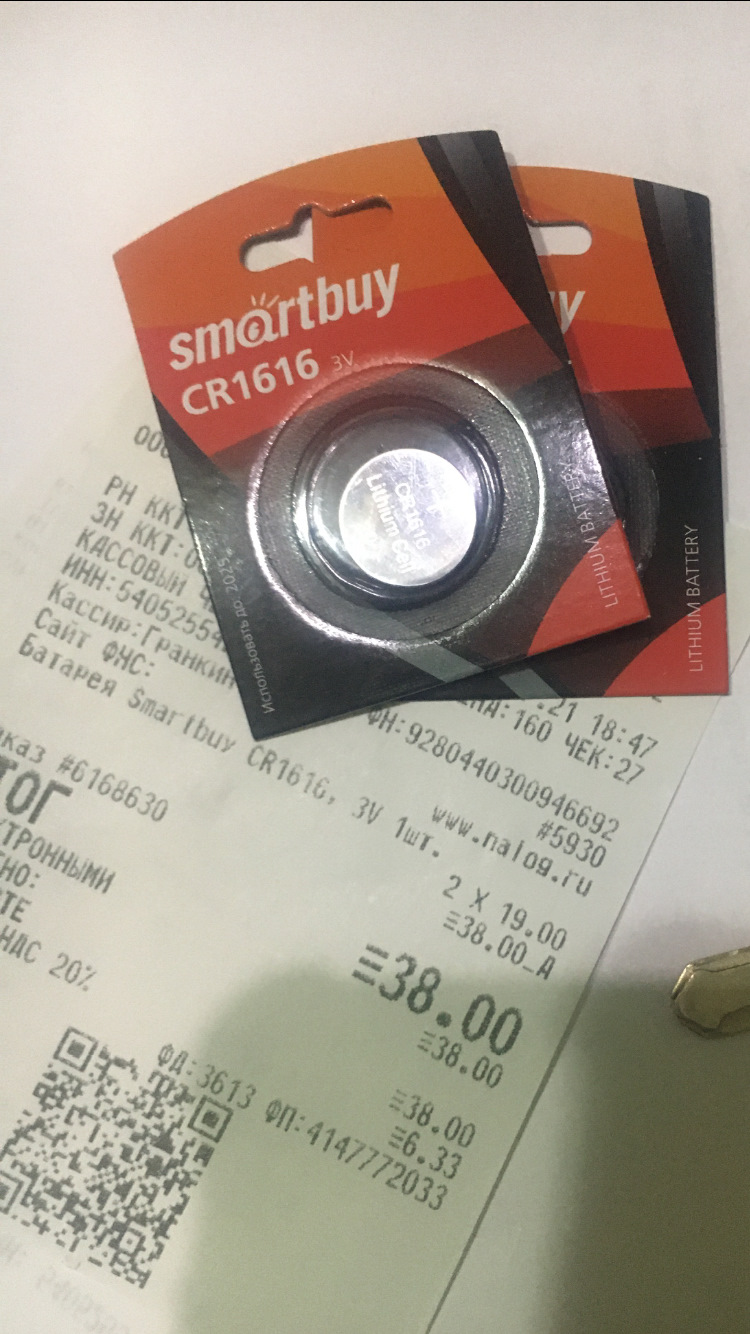 smartbuy
CR1616 3V
CR1616
Lithium Cell
LITHIUM BATTERY
Использовать до: 2025
LITHIUM BATTERY
РН ККТ
ЗН ККТ:0
КАССОВЫЙ Ч
.21 18:47
ИНН:54052554
:160 ЧЕК:27
Кассир:Гранкин
ФН:9280440300946692
#5930
Сайт ФНС:
www.nalog.ru
Батарея Smartbuy CR1616, 3V 1шт.
2 X 19.00
≡38.00_А
каз #6168630
ТОГ
≡38.00
КТРОННЫМИ
≡38.00
НО:
ТЕ
≡38.00
НДС 20%
≡6.33
ФД:3613 ФП:4147772033